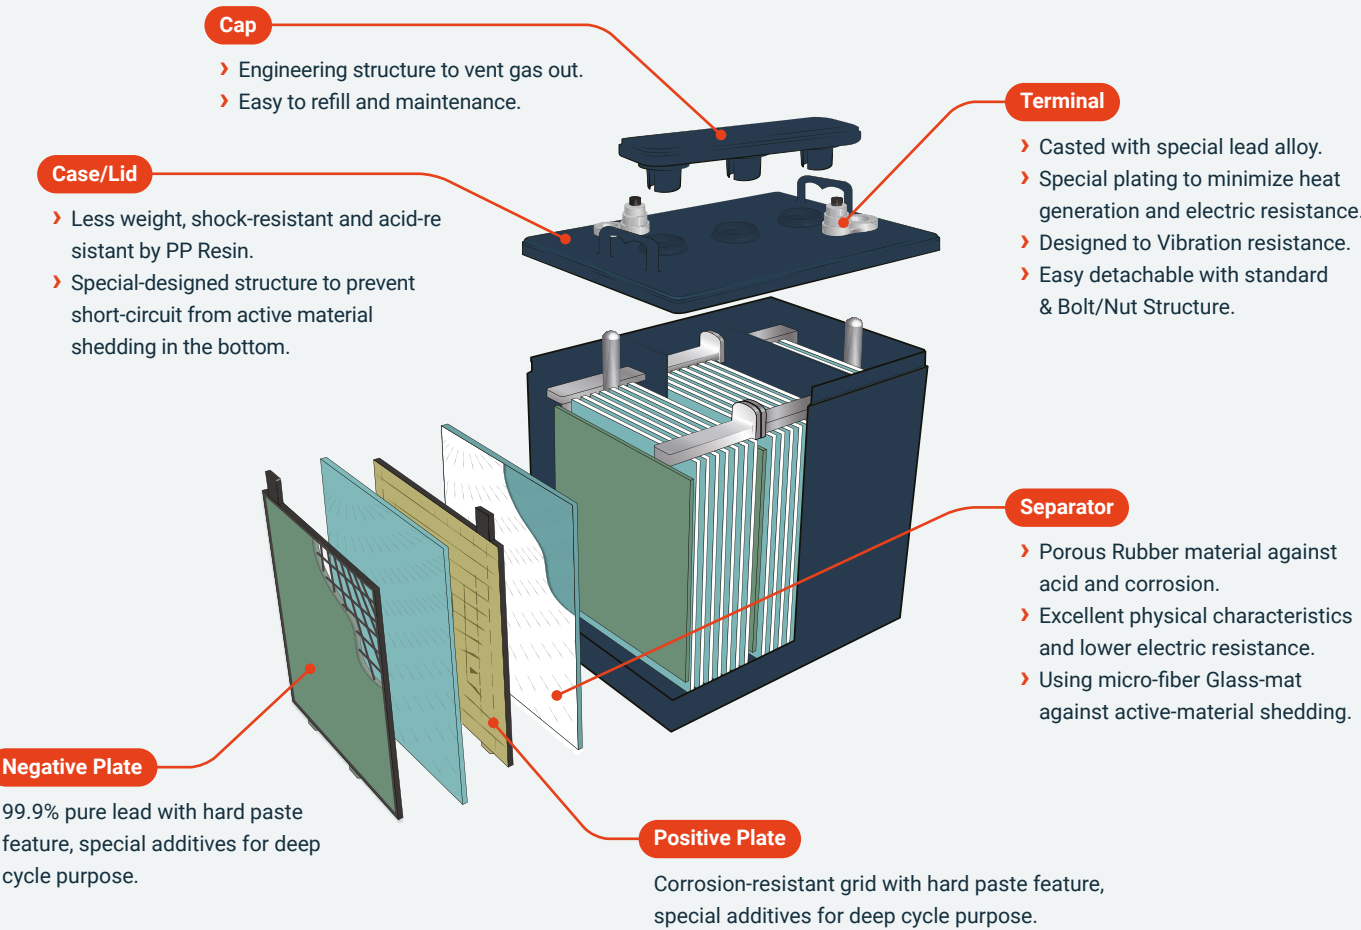 Cap
› Engineering structure to vent gas out.
› Easy to refill and maintenance.
Terminal
› Casted with special lead alloy.
› Special plating to minimize heat
generation and electric resistance.
› Designed to Vibration resistance.
› Easy detachable with standard
& Bolt/Nut Structure.
Case/Lid
› Less weight, shock-resistant and acid-re
sistant by PP Resin.
› Special-designed structure to prevent
short-circuit from active material
shedding in the bottom.
Separator
› Porous Rubber material against
acid and corrosion.
› Excellent physical characteristics
and lower electric resistance.
› Using micro-fiber Glass-mat
against active-material shedding.
Negative Plate
99.9% pure lead with hard paste
feature, special additives for deep
cycle purpose.
Positive Plate
Corrosion-resistant grid with hard paste feature,
special additives for deep cycle purpose.